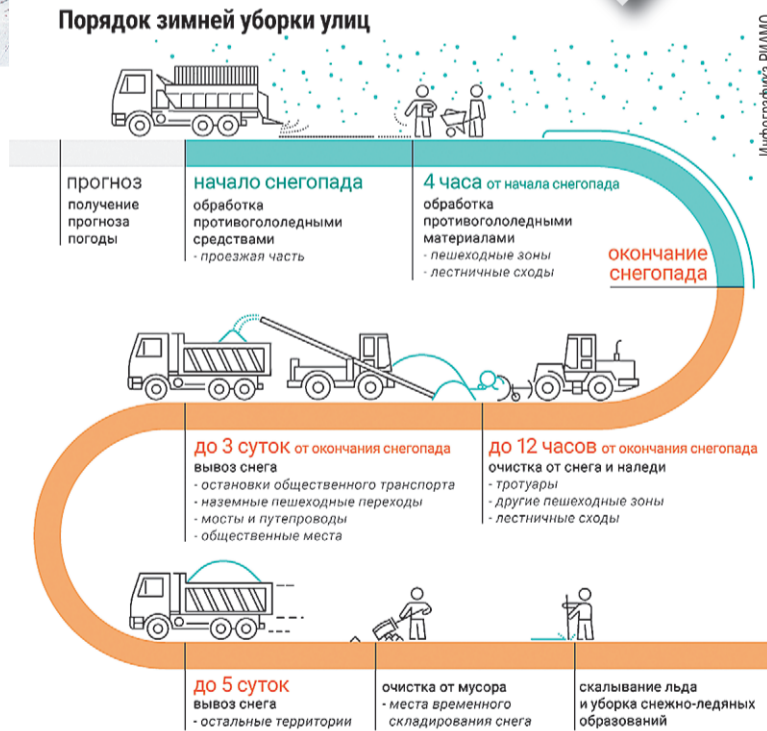 Порядок зимней уборки улиц
Инфографика РИАМО
прогноз
получение
прогноза
погоды
начало снегопада
обработка
противогололедными
средствами
- проезжая часть
4 часа от начала снегопада
обработка
противогололедными
материалами
- пешеходные зоны
- лестничные сходы
окончание
снегопада
до 12 часов от окончания снегопада
очистка от снега и наледи
- тротуары
- другие пешеходные зоны
- лестничные сходы
до 3 суток от окончания снегопада
вывоз снега
- остановки общественного транспорта
- наземные пешеходные переходы
- мосты и путепроводы
- общественные места
до 5 суток
вывоз снега
- остальные территории
очистка от мусора
- места временного
складирования снега
скалывание льда
и уборка снежно-ледяных
образований